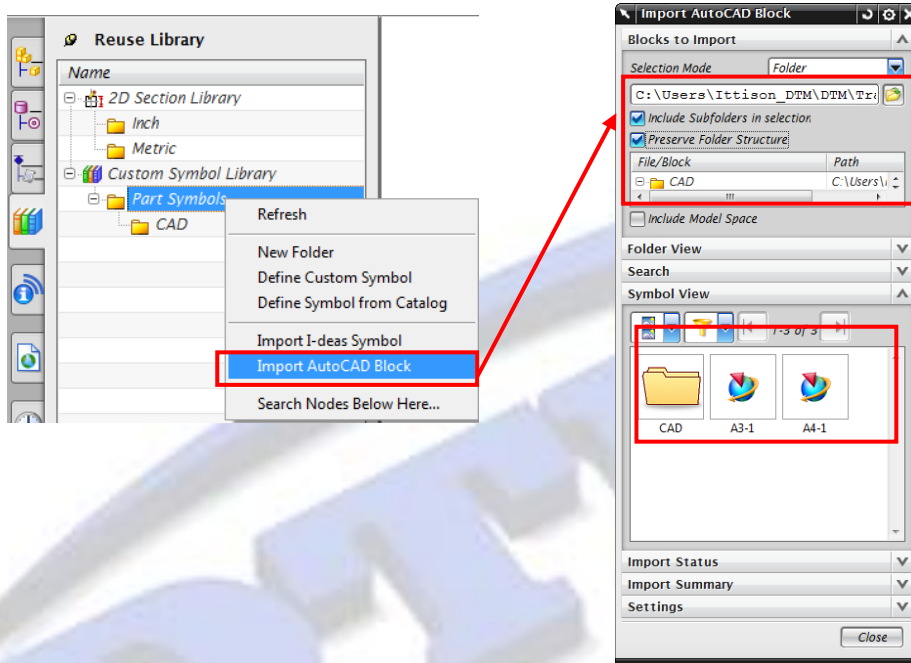 Reuse Library
Name
2D Section Library
Inch
Metric
Custom Symbol Library
Part Symbols
CAD
Refresh
New Folder
Define Custom Symbol
Define Symbol from Catalog
Import I-deas Symbol
Import AutoCAD Block
Search Nodes Below Here...
Import AutoCAD Block
Blocks to Import
Selection Mode Folder
C:\Users\Ittison_DTM\DTM\Tra
Include Subfolders in selection
Preserve Folder Structure
File/Block Path
CAD C:\Users\
Include Model Space
Folder View
Search
Symbol View
1-3 of 3
CAD A3-1 A4-1
Import Status
Import Summary
Settings
Close